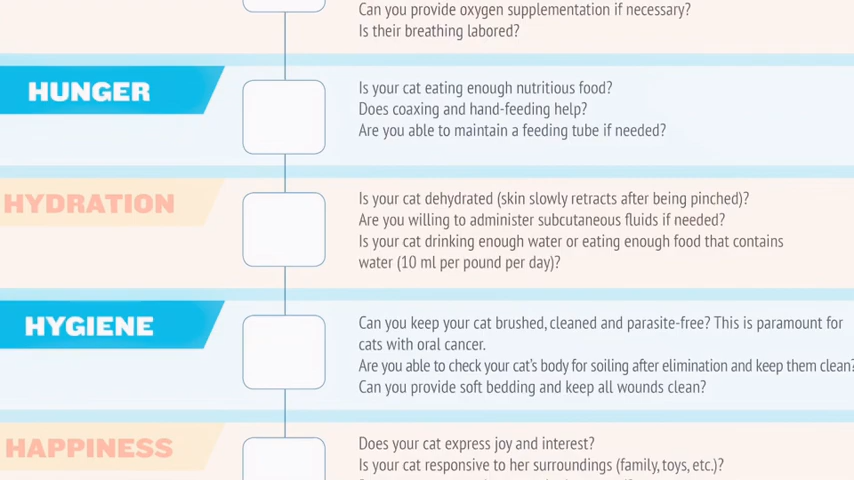 Can you provide oxygen supplementation if necessary?
Is their breathing labored?
HUNGER
Is your cat eating enough nutritious food?
Does coaxing and hand-feeding help?
Are you able to maintain a feeding tube if needed?
HYDRATION
Is your cat dehydrated (skin slowly retracts after being pinched)?
Are you willing to administer subcutaneous fluids if needed?
Is your cat drinking enough water or eating enough food that contains
water (10 ml per pound per day)?
HYGIENE
Can you keep your cat brushed, cleaned and parasite-free? This is paramount for
cats with oral cancer.
Are you able to check your cat's body for soiling after elimination and keep them clean?
Can you provide soft bedding and keep all wounds clean?
HAPPINESS
Does your cat express joy and interest?
Is your cat responsive to her surroundings (family, toys, etc.)?